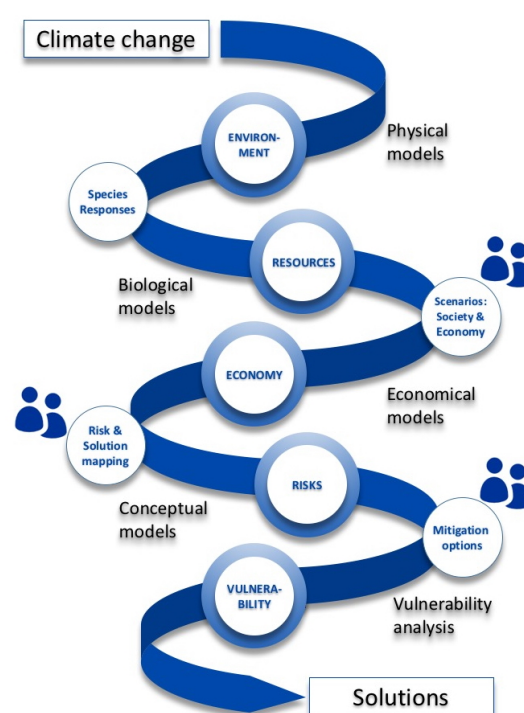 Climate change
ENVIRON-
MENT
Physical
models
Species
Responses
RESOURCES
Biological
models
Scenarios:
Society &
Economy
ECONOMY
Economical
models
Risk &
Solution
mapping
RISKS
Conceptual
models
Mitigation
options
VULNERA-
BILITY
Vulnerability
analysis
Solutions